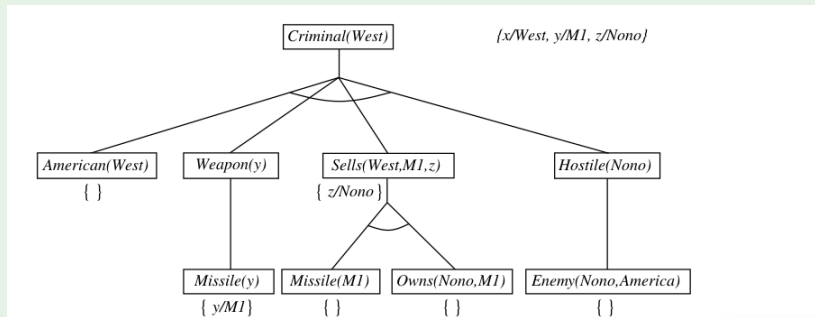 Criminal(West) {x/West, y/M1, z/Nono}
American(West) Weapon(y) Sells(West,M1,z) Hostile(Nono)
{ } { z/Nono }
Missile(y) Missile(M1) Owns(Nono,M1) Enemy(Nono,America)
{ y/M1} { } { } { }